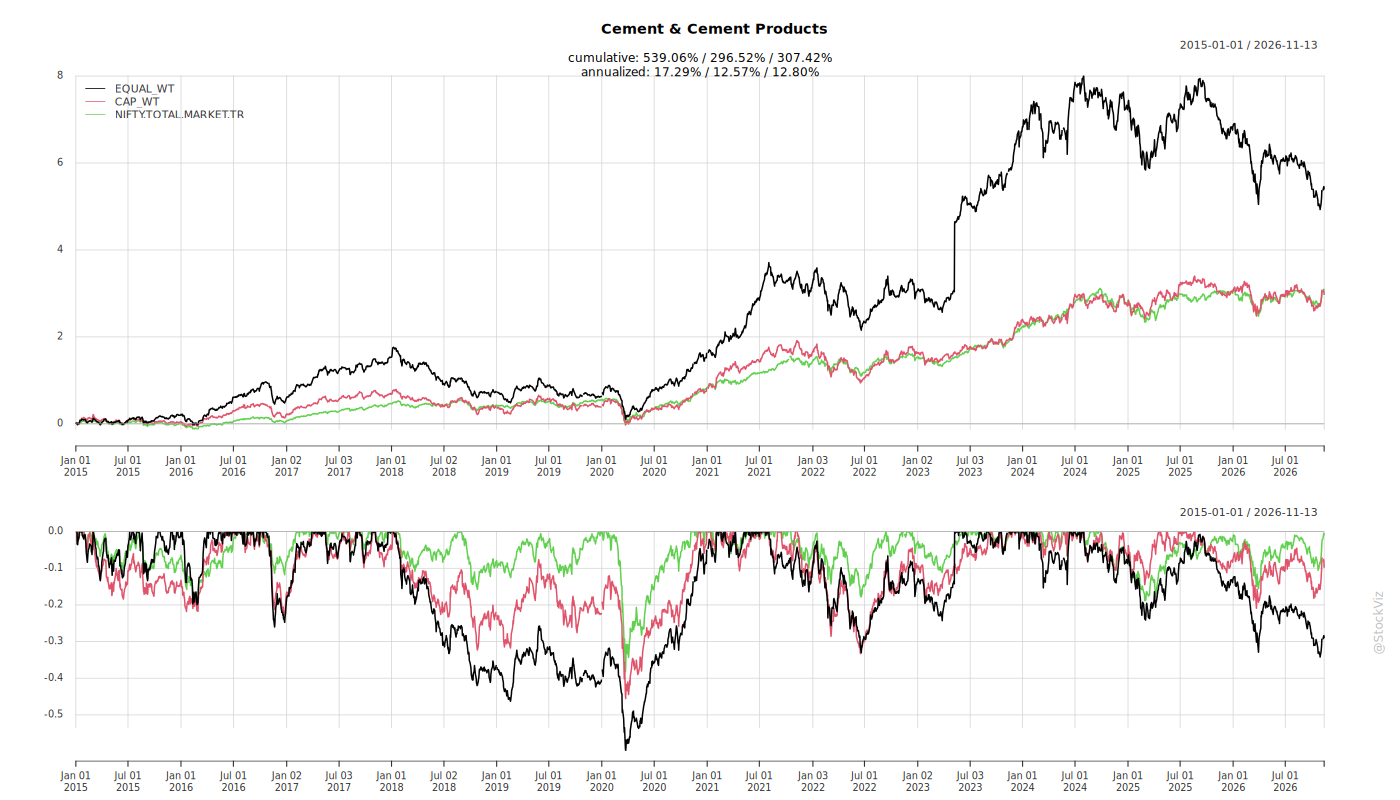 Cement & Cement Products
2015-01-01 / 2026-11-13
cumulative: 539.06% / 296.52% / 307.42%
annualized: 17.29% / 12.57% / 12.80%
EQUAL_WT
CAP_WT
NIFTY.TOTAL.MARKET.TR
8
6
4
2
0
Jan 01 Jul 01 Jan 01 Jul 01 Jan 02 Jul 03 Jan 01 Jul 02 Jan 01 Jul 01 Jan 01 Jul 01 Jan 01 Jul 01 Jan 03 Jul 01 Jan 02 Jul 03 Jan 01 Jul 01 Jan 01 Jul 01 Jan 01 Jul 01
2015 2015 2016 2016 2017 2017 2018 2018 2019 2019 2020 2020 2021 2021 2022 2022 2023 2023 2024 2024 2025 2025 2026 2026
2015-01-01 / 2026-11-13
0.0
-0.1
-0.2
-0.3
-0.4
-0.5
Jan 01 Jul 01 Jan 01 Jul 01 Jan 02 Jul 03 Jan 01 Jul 02 Jan 01 Jul 01 Jan 01 Jul 01 Jan 01 Jul 01 Jan 03 Jul 01 Jan 02 Jul 03 Jan 01 Jul 01 Jan 01 Jul 01 Jan 01 Jul 01
2015 2015 2016 2016 2017 2017 2018 2018 2019 2019 2020 2020 2021 2021 2022 2022 2023 2023 2024 2024 2025 2025 2026 2026
@StockViz